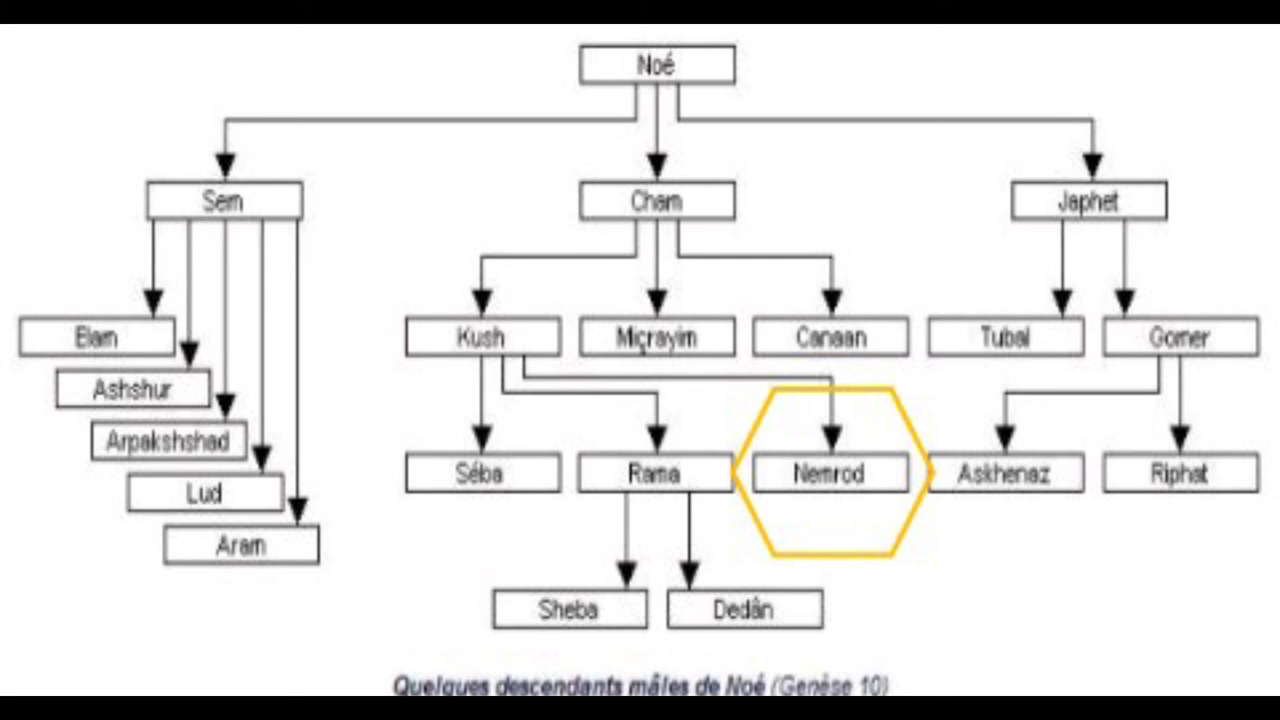 Noé
Sem
Cham
Japhet
Elam
Kush
Miçrayim
Canaan
Tubal
Gomer
Ashshur
Arpakshshad
Séba
Rama
Nemrod
Askhenaz
Riphat
Lud
Aram
Sheba
Dedân
Quelques descendants mâles de Noé (Genèse 10)